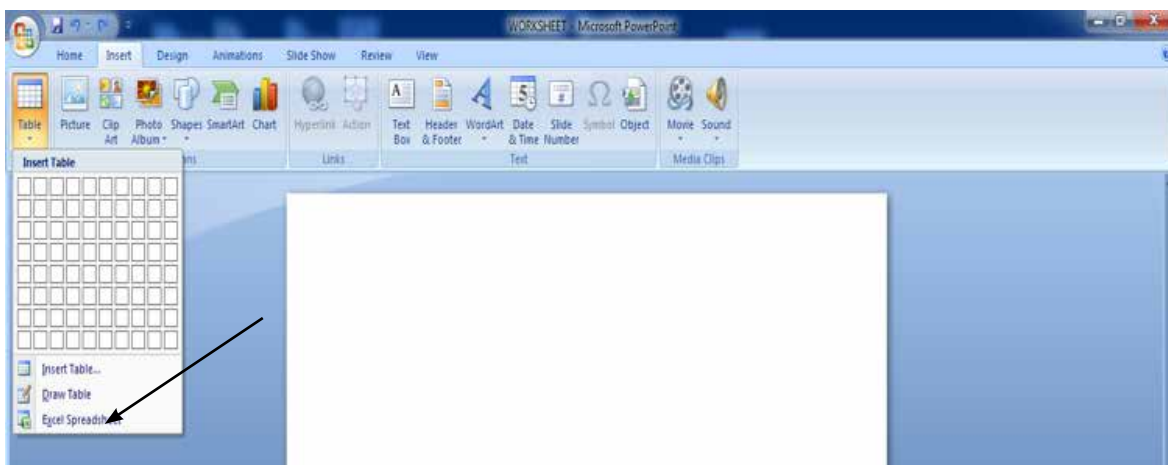 WORKSHEET - Microsoft PowerPoint
Home Insert Design Animations Slide Show Review View
Table Picture Clip Art Photo Album Shapes SmartArt Chart Hyperlink Action Text Box Header & Footer WordArt Date & Time Slide Number Symbol Object Movie Sound
Links Text Media Clips
Insert Table
Insert Table...
Draw Table
Excel